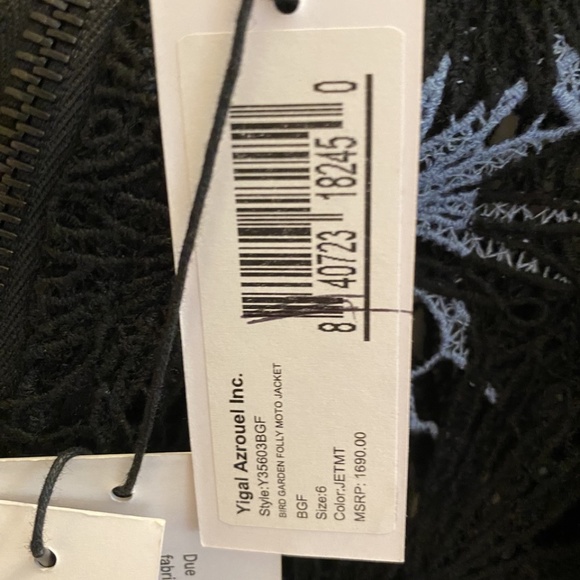 8 40723 18245 0
Yigal Azrouel Inc.
Style:Y35603BGF
BIRD GARDEN FOLLY MOTO JACKET
BGF
Size:6
Color:JETMT
MSRP: 1690.00
Due
fabri